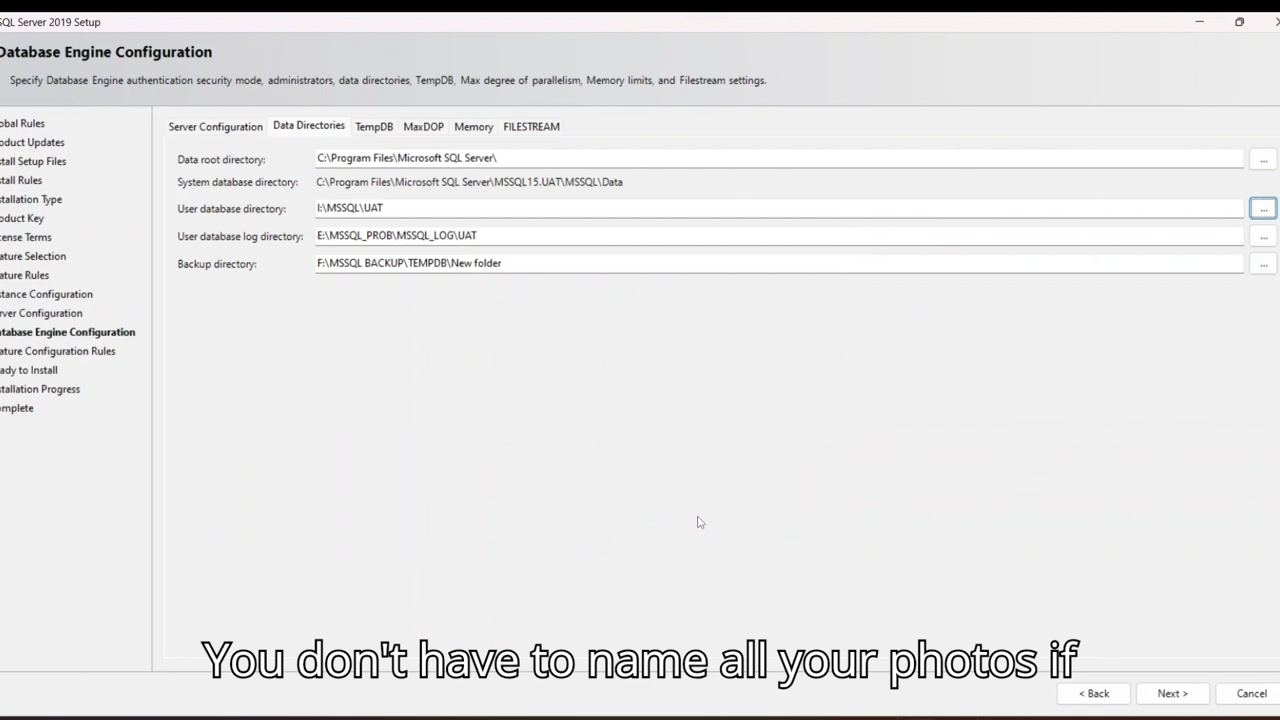 SQL Server 2019 Setup
Database Engine Configuration
Specify Database Engine authentication security mode, administrators, data directories, TempDB, Max degree of parallelism, Memory limits, and Filestream settings.
obal Rules
oduct Updates
stall Setup Files
stall Rules
stallation Type
oduct Key
ense Terms
ature Selection
ature Rules
stance Configuration
rver Configuration
atabase Engine Configuration
ature Configuration Rules
ady to Install
stallation Progress
mplete
Server Configuration Data Directories TempDB MaxDOP Memory FILESTREAM
Data root directory: C:\Program Files\Microsoft SQL Server\ ...
System database directory: C:\Program Files\Microsoft SQL Server\MSSQL15.UAT\MSSQL\Data
User database directory: I:\MSSQL\UAT ...
User database log directory: E:\MSSQL_PROB\MSSQL_LOG\UAT ...
Backup directory: F:\MSSQL BACKUP\TEMPDB\New folder ...
You don't have to name all your photos if
< Back Next > Cancel